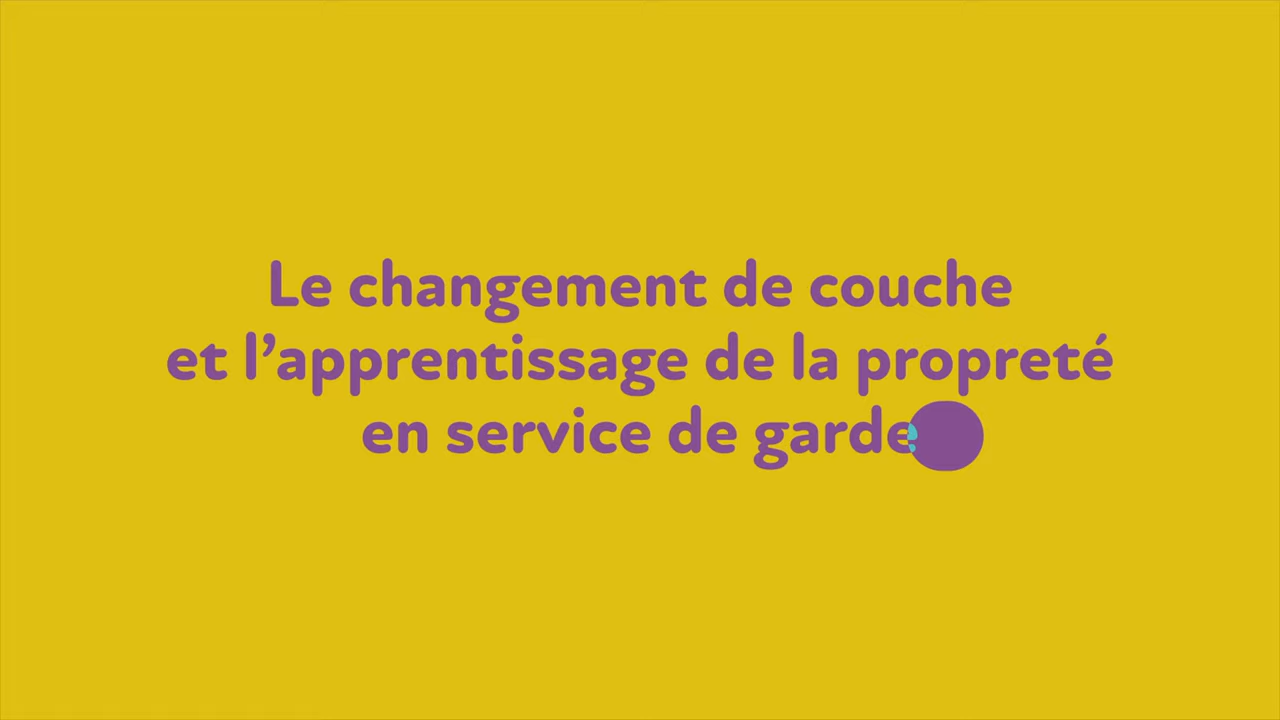 Le changement de couche
et l’apprentissage de la propreté
en service de garde